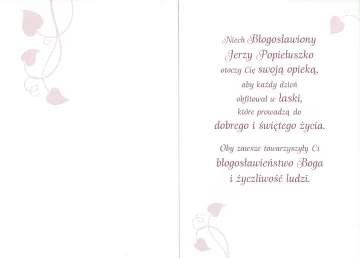 Niech Błogosławiony
Jerzy Popiełuszko
otoczy Cię swoją opieką,
aby każdy dzień
obfitował w łaski,
które prowadzą do
dobrego i świętego życia.
Oby zawsze towarzyszyły Ci
błogosławieństwo Boga
i życzliwość ludzi.